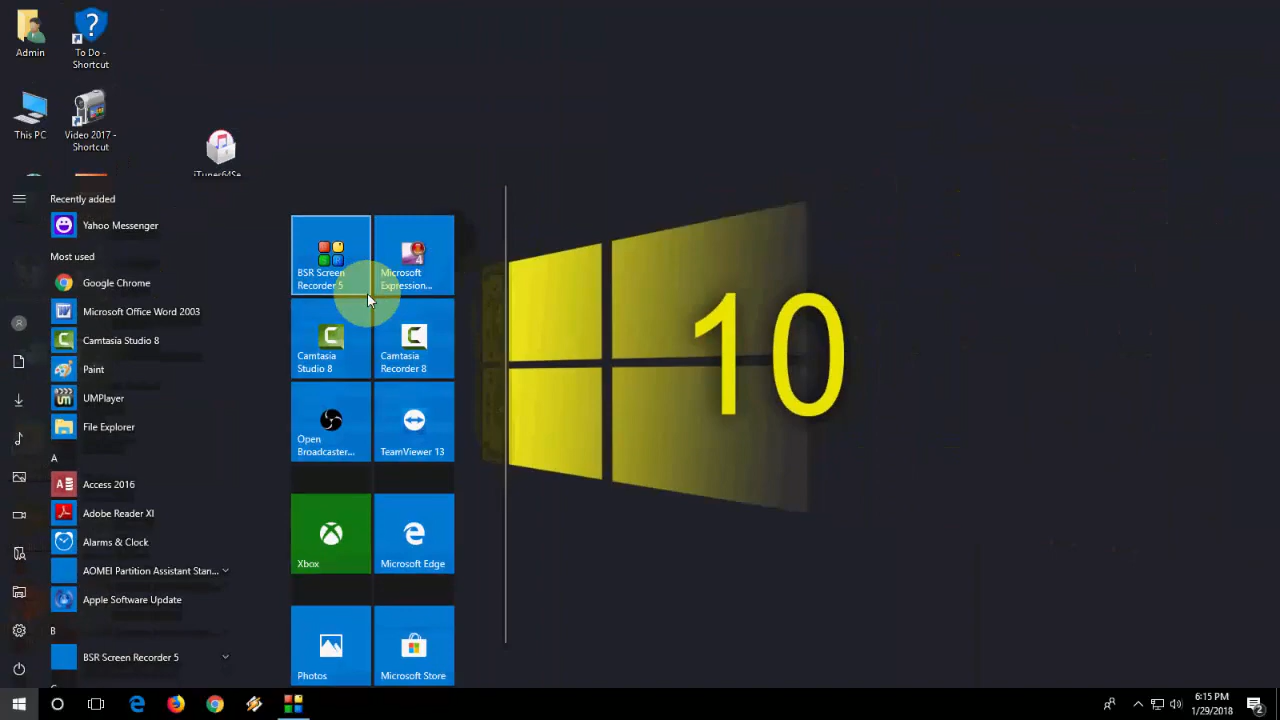 Admin
To Do -
Shortcut
This PC
Video 2017 -
Shortcut
Recently added
Yahoo Messenger
Most used
Google Chrome
Microsoft Office Word 2003
Camtasia Studio 8
Paint
UMPlayer
File Explorer
A
Access 2016
Adobe Reader XI
Alarms & Clock
AOMEI Partition Assistant Stan...
Apple Software Update
B
BSR Screen Recorder 5
BSR Screen
Recorder 5
Microsoft
Expression...
Camtasia
Studio 8
Camtasia
Recorder 8
Open
Broadcaster...
TeamViewer 13
Xbox
Microsoft Edge
Photos
Microsoft Store
10
6:15 PM
1/29/2018
2